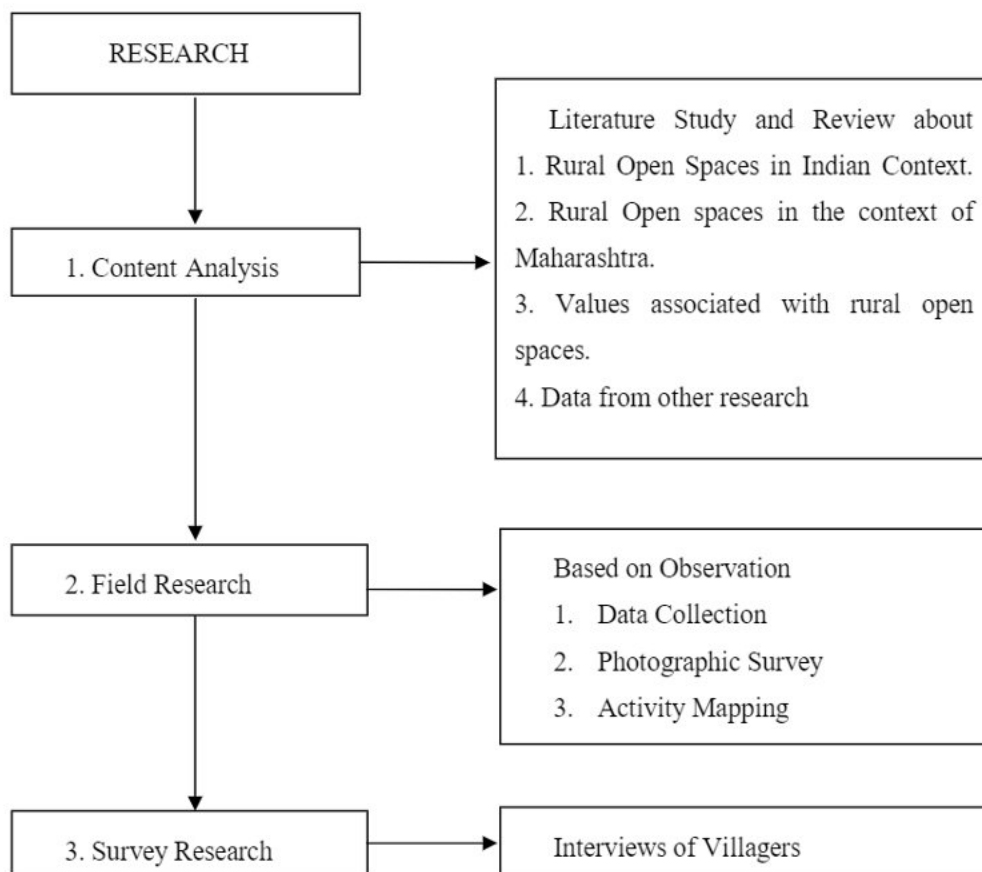 RESEARCH
Literature Study and Review about
1. Rural Open Spaces in Indian Context.
2. Rural Open spaces in the context of
Maharashtra.
3. Values associated with rural open
spaces.
4. Data from other research
1. Content Analysis
2. Field Research
Based on Observation
1. Data Collection
2. Photographic Survey
3. Activity Mapping
3. Survey Research
Interviews of Villagers